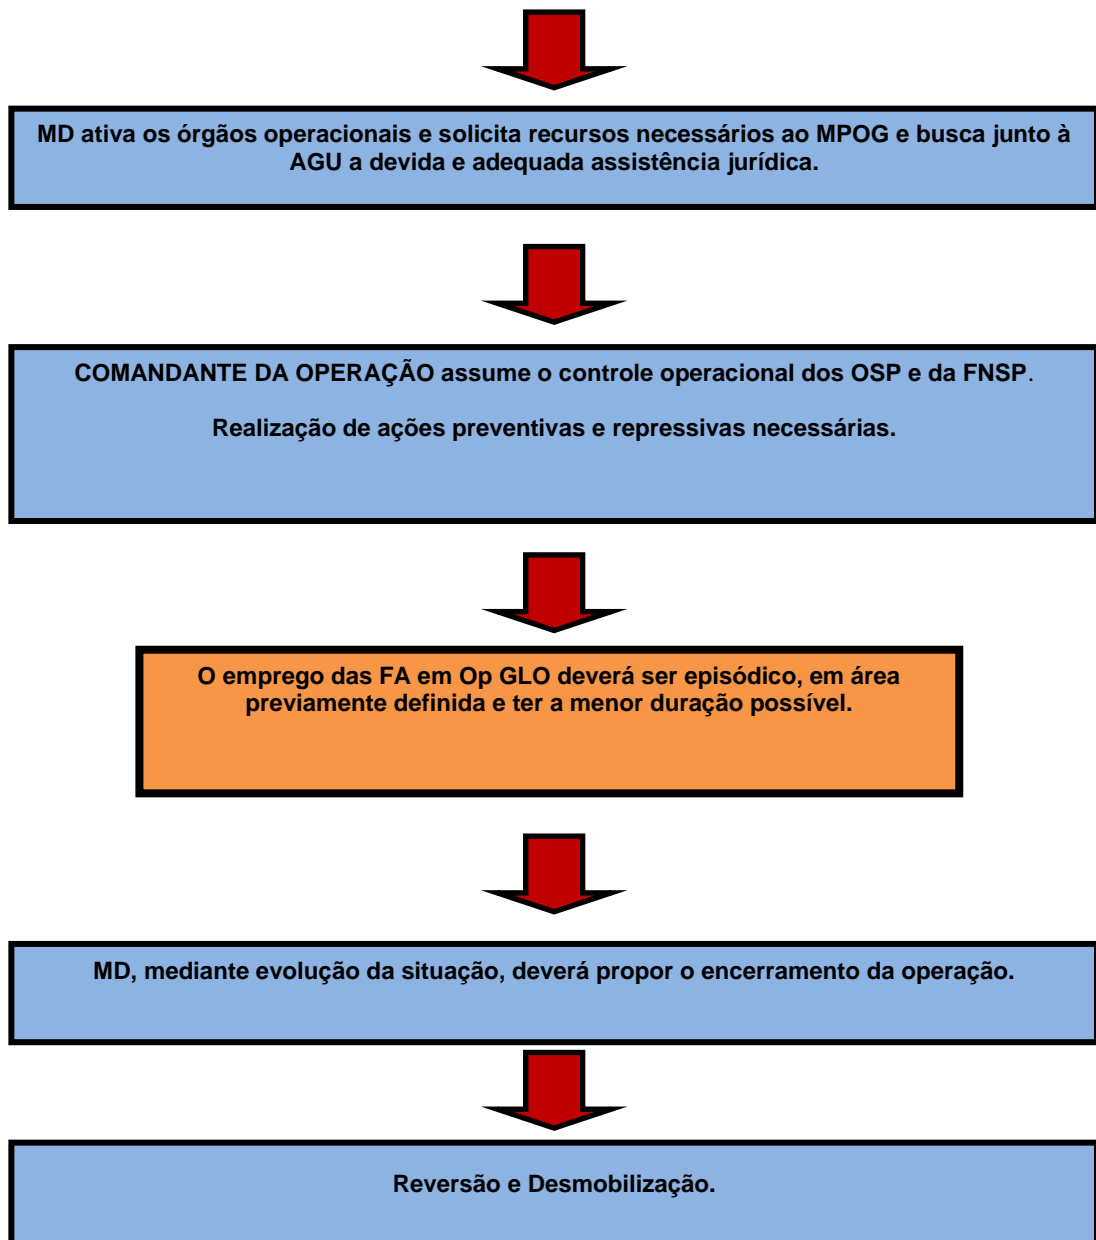 MD ativa os órgãos operacionais e solicita recursos necessários ao MPOG e busca junto à
AGU a devida e adequada assistência jurídica.
COMANDANTE DA OPERAÇÃO assume o controle operacional dos OSP e da FNSP.
Realização de ações preventivas e repressivas necessárias.
O emprego das FA em Op GLO deverá ser episódico, em área
previamente definida e ter a menor duração possível.
MD, mediante evolução da situação, deverá propor o encerramento da operação.
Reversão e Desmobilização.